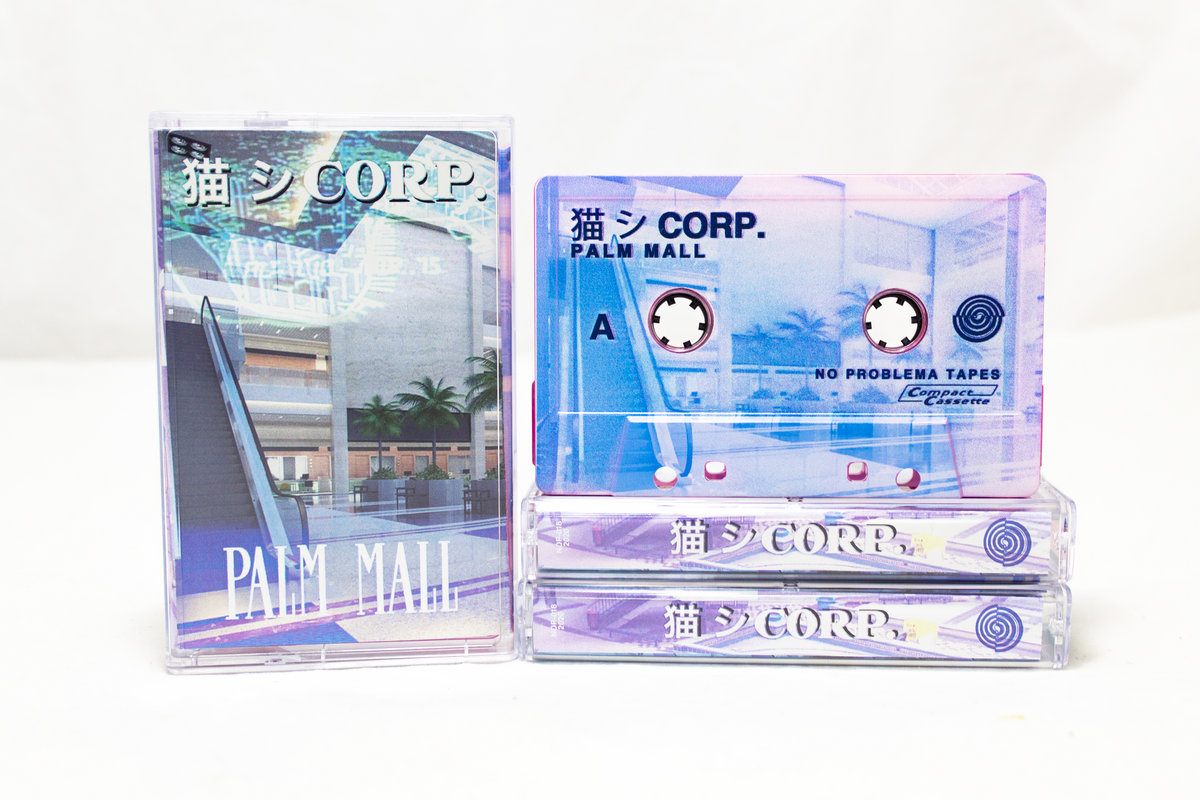 猫 シ CORP.
PALM MALL
猫 シ CORP.
PALM MALL
A
NO PROBLEMA TAPES
Compact
Cassette
猫 シ CORP.
猫 シ CORP.